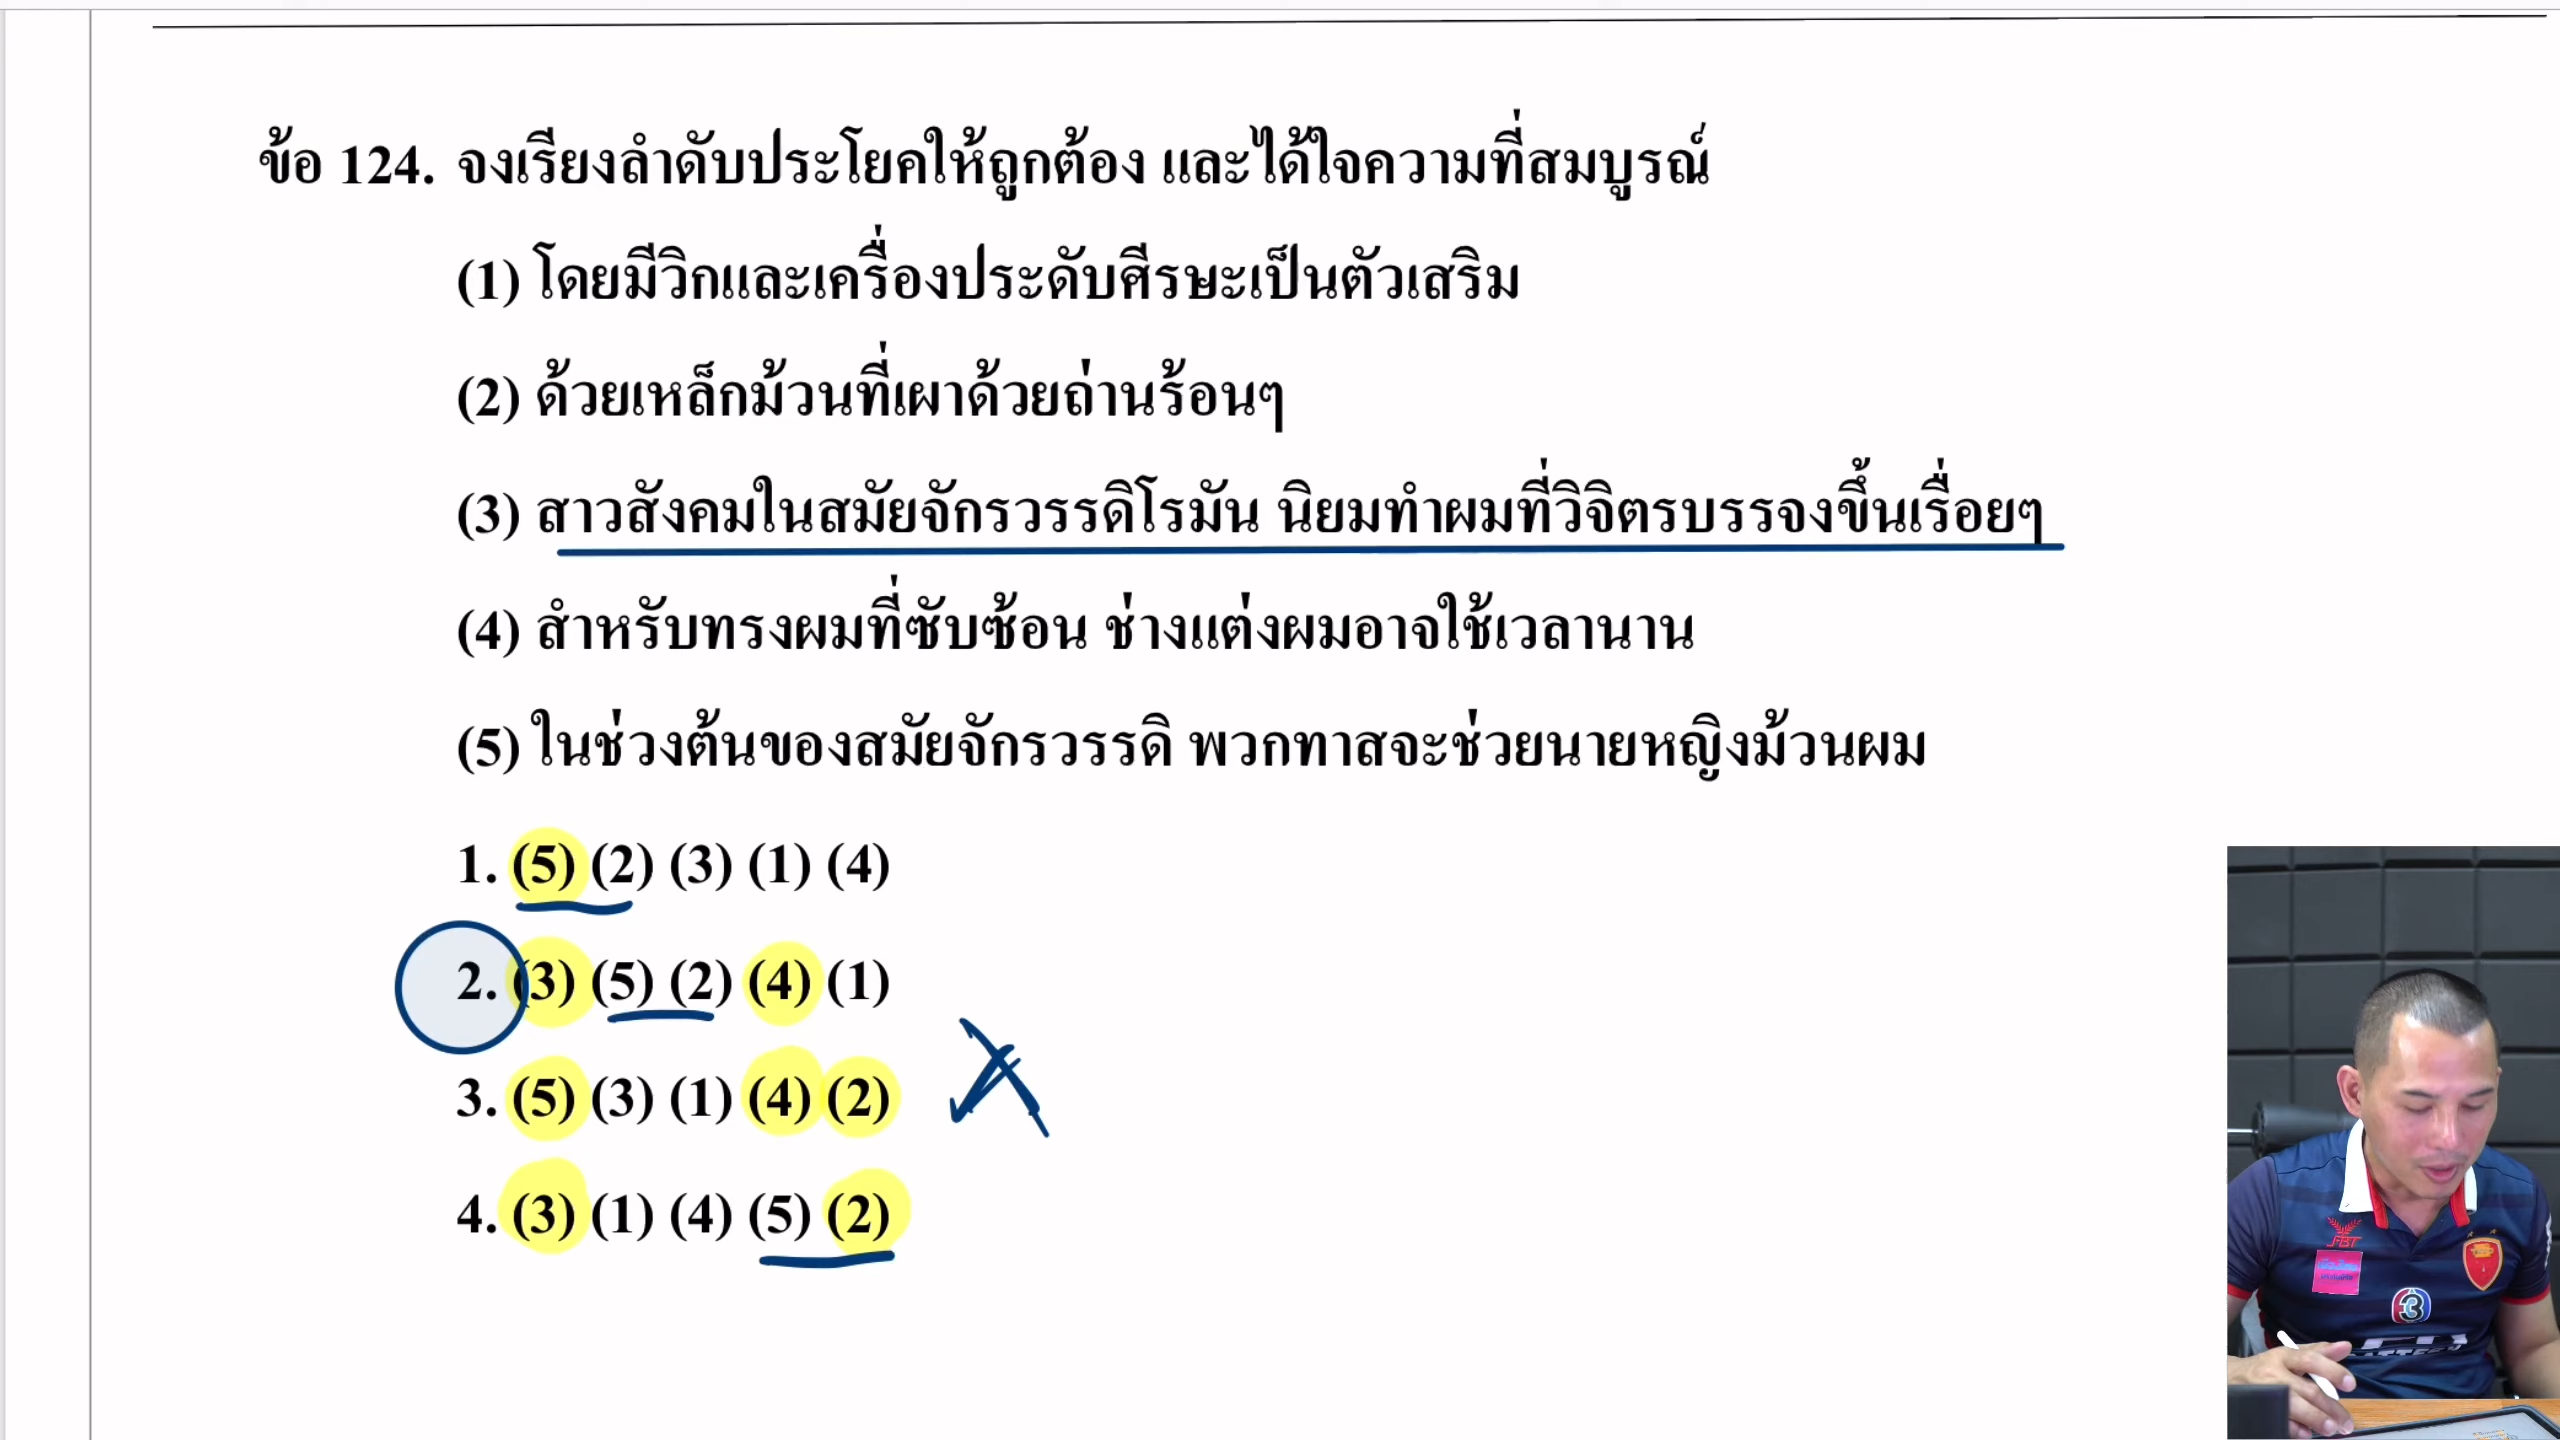 ข้อ 124. จงเรียงลำดับประโยคให้ถูกต้อง และได้ใจความที่สมบูรณ์
(1) โดยมีวิกและเครื่องประดับศีรษะเป็นตัวเสริม
(2) ด้วยเหล็กม้วนที่เผาด้วยถ่านร้อนๆ
(3) สาวสังคมในสมัยจักรวรรดิโรมัน นิยมทำผมที่วิจิตรบรรจงขึ้นเรื่อยๆ
(4) สำหรับทรงผมที่ซับซ้อน ช่างแต่งผมอาจใช้เวลานาน
(5) ในช่วงต้นของสมัยจักรวรรดิ พวกทาสจะช่วยนายหญิงม้วนผม
1. (5) (2) (3) (1) (4)
2. (3) (5) (2) (4) (1)
3. (5) (3) (1) (4) (2)
4. (3) (1) (4) (5) (2)
FBT
3